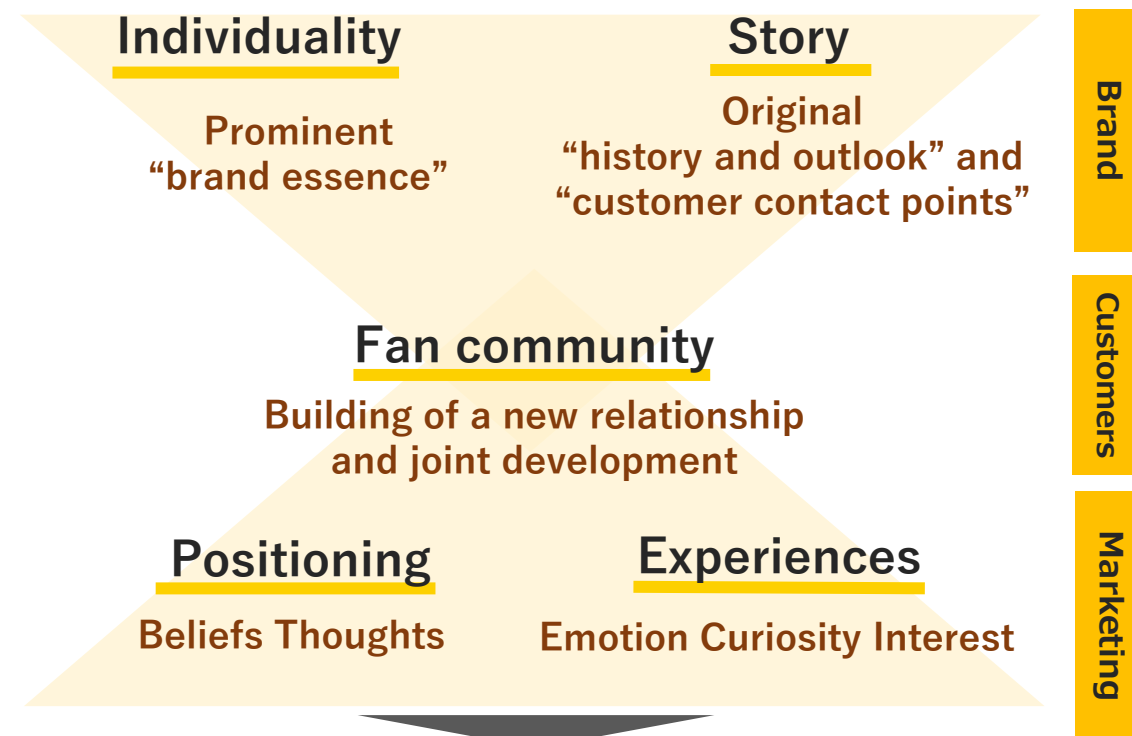 Individuality
Story
Brand
Prominent
“brand essence”
Original
“history and outlook” and
“customer contact points”
Fan community
Customers
Building of a new relationship
and joint development
Positioning
Experiences
Marketing
Beliefs Thoughts
Emotion Curiosity Interest